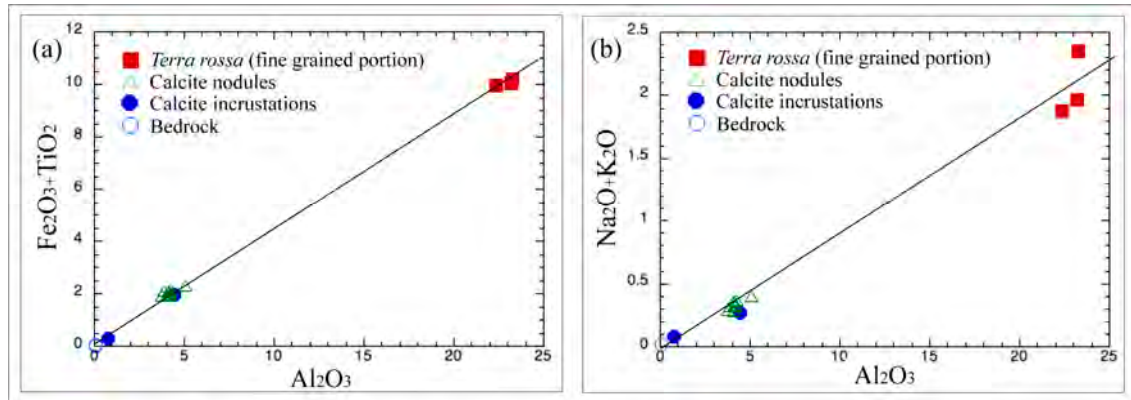 (a)
Terra rossa (fine grained portion)
Calcite nodules
Calcite incrustations
Bedrock
Fe₂O₃+TiO₂
12
10
8
6
4
2
0
0 5 10 15 20 25
Al₂O₃
(b)
Terra rossa (fine grained portion)
Calcite nodules
Calcite incrustations
Bedrock
Na₂O+K₂O
2.5
2
1.5
1
0.5
0
0 5 10 15 20 25
Al₂O₃